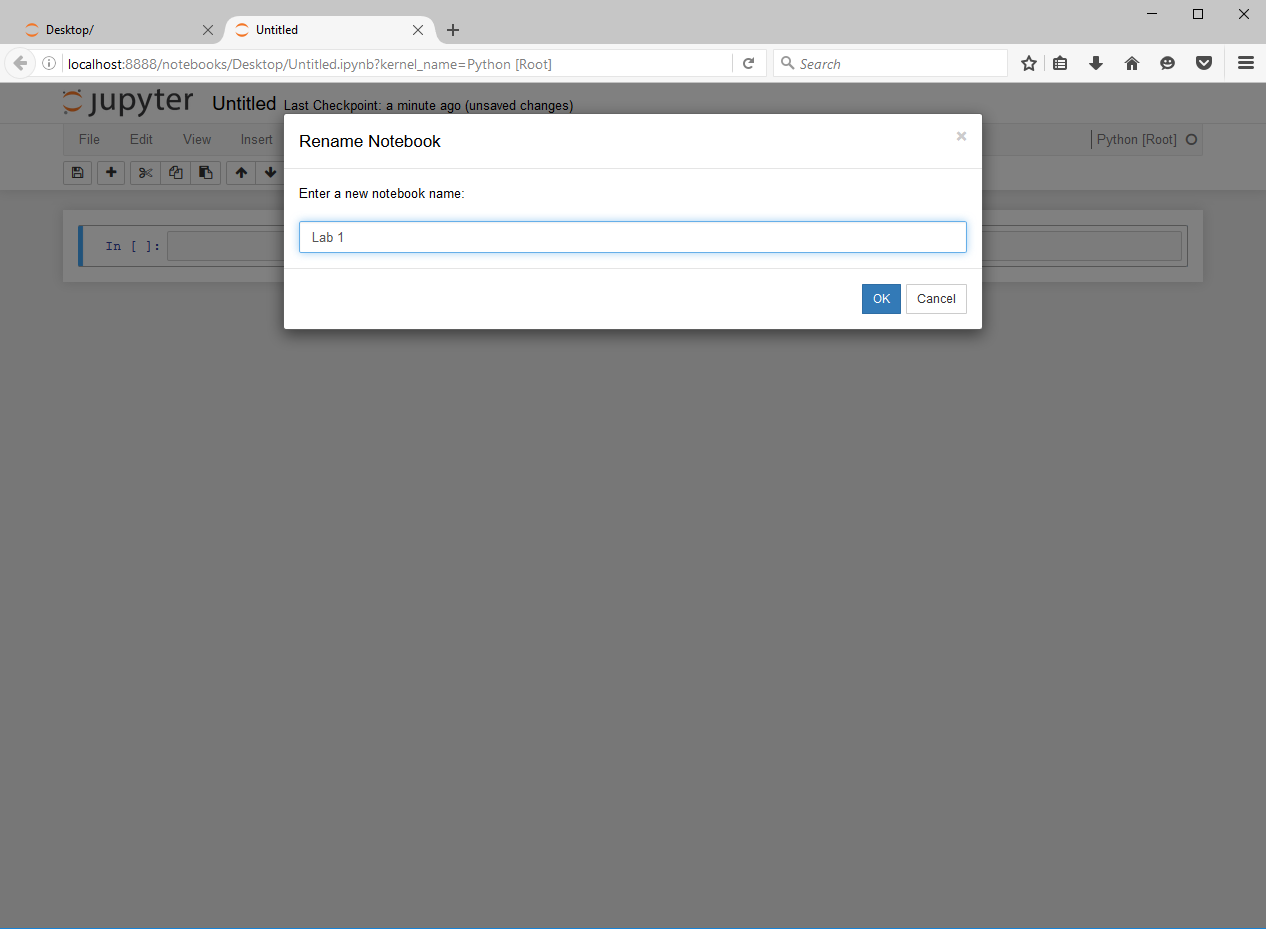 Desktop/
Untitled
localhost:8888/notebooks/Desktop/Untitled.ipynb?kernel_name=Python [Root]
Search
jupyter Untitled Last Checkpoint: a minute ago (unsaved changes)
File Edit View Insert
Python [Root]
Rename Notebook
Enter a new notebook name:
In [ ]:
Lab 1
OK Cancel